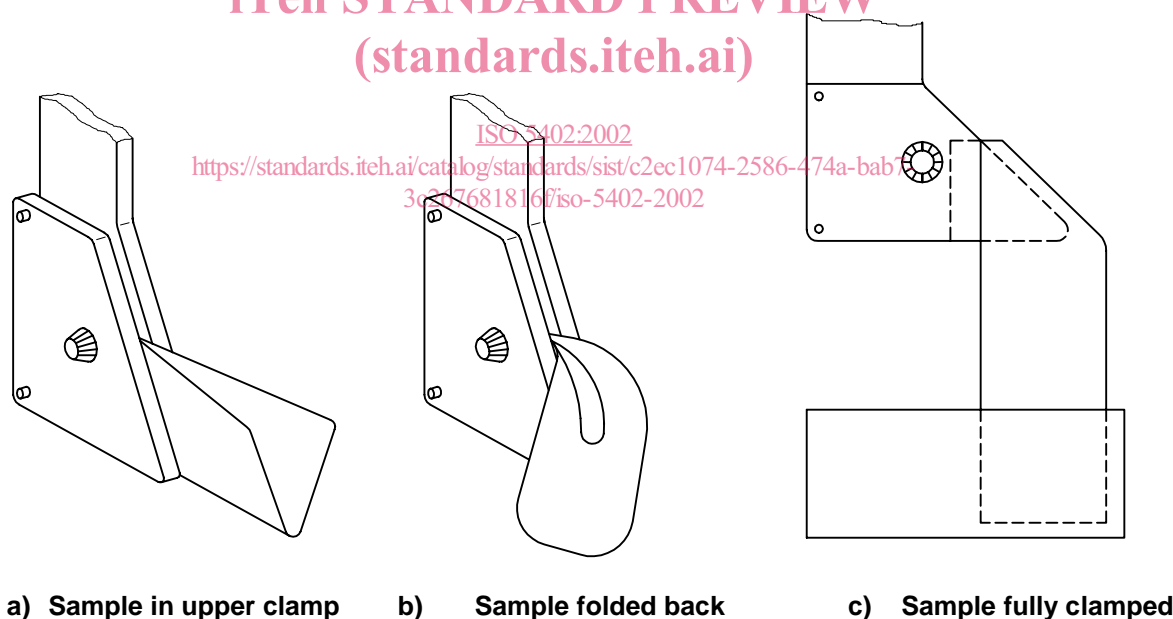 iTeh STANDARD PREVIEW
(standards.iteh.ai)
ISO 5402:2002
https://standards.iteh.ai/catalog/standards/sist/c2ec1074-2586-474a-bab7-
3c267681816f/iso-5402-2002
a) Sample in upper clamp b) Sample folded back c) Sample fully clamped